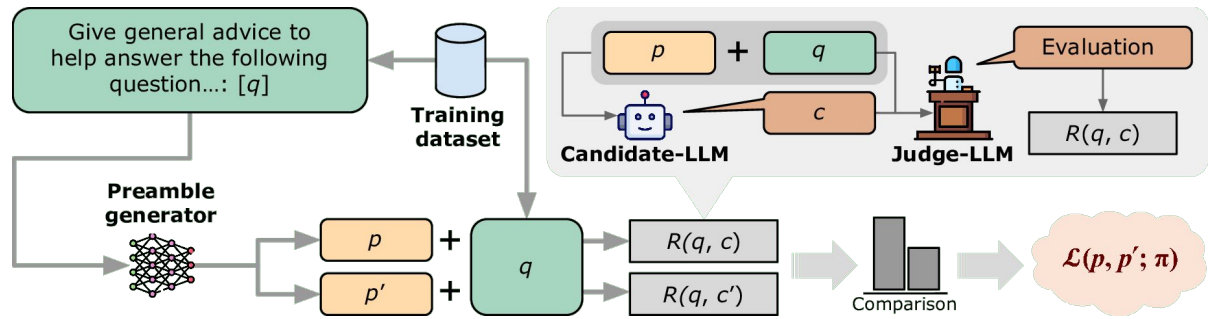 Give general advice to
help answer the following
question...: [q]
Training
dataset
p
+
q
Candidate-LLM
c
Judge-LLM
Evaluation
R(q, c)
Preamble
generator
p
+
p′
+
q
R(q, c)
R(q, c’)
Comparison
ℒ(p, p′; π)